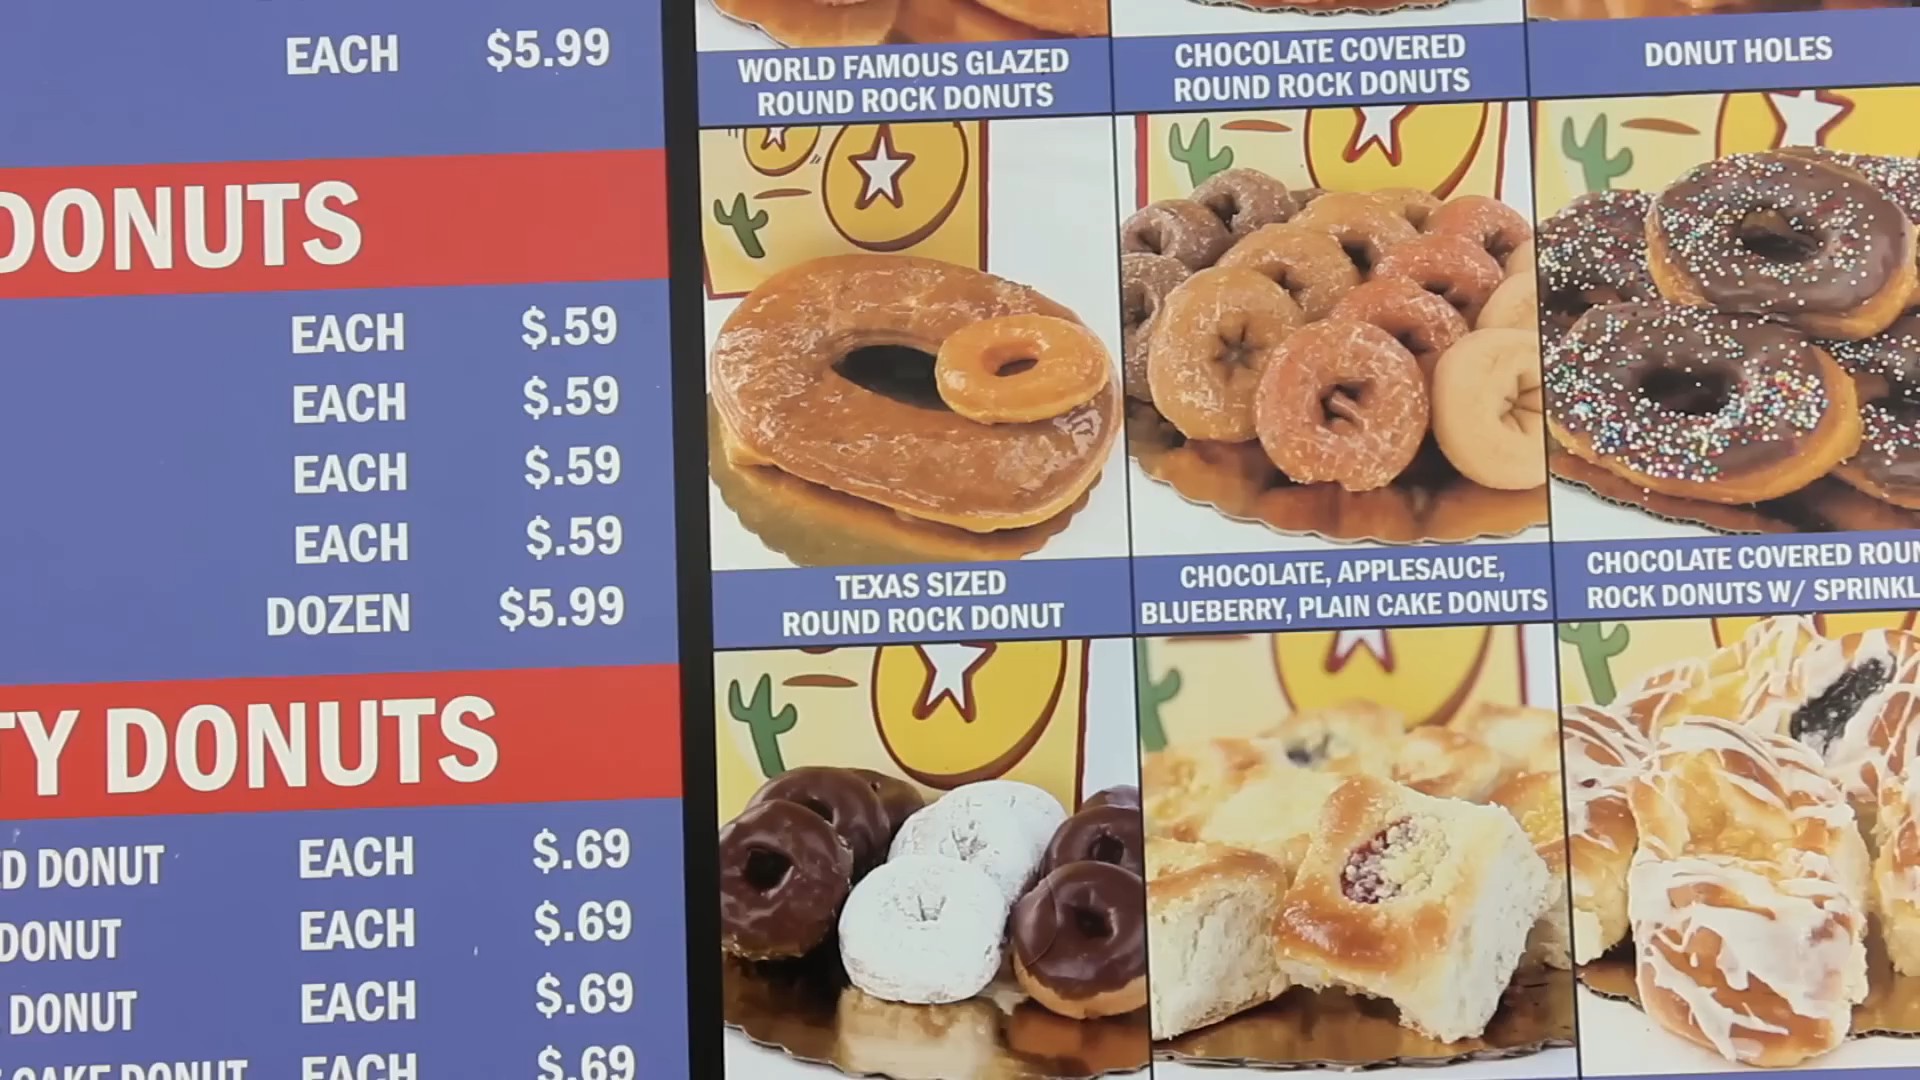 EACH $5.99
DONUTS
EACH $.59
EACH $.59
EACH $.59
EACH $.59
DOZEN $5.99
TY DONUTS
ED DONUT EACH $.69
DONUT EACH $.69
DONUT EACH $.69
CAKE DONUT EACH $.69
WORLD FAMOUS GLAZED
ROUND ROCK DONUTS
CHOCOLATE COVERED
ROUND ROCK DONUTS
DONUT HOLES
TEXAS SIZED
ROUND ROCK DONUT
CHOCOLATE, APPLESAUCE,
BLUEBERRY, PLAIN CAKE DONUTS
CHOCOLATE COVERED ROUN
ROCK DONUTS W/ SPRINKL